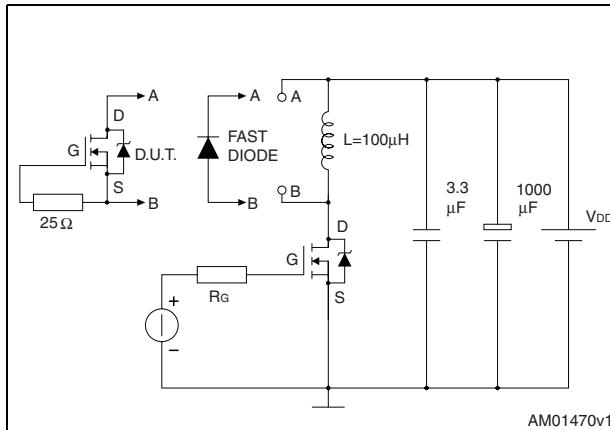 A
A
A
D
FAST
DIODE
G
D.U.T.
L=100μH
S
B
B
B
25 Ω
3.3
μF
1000
μF
VDD
D
G
S
RG
+
−
AM01470v1